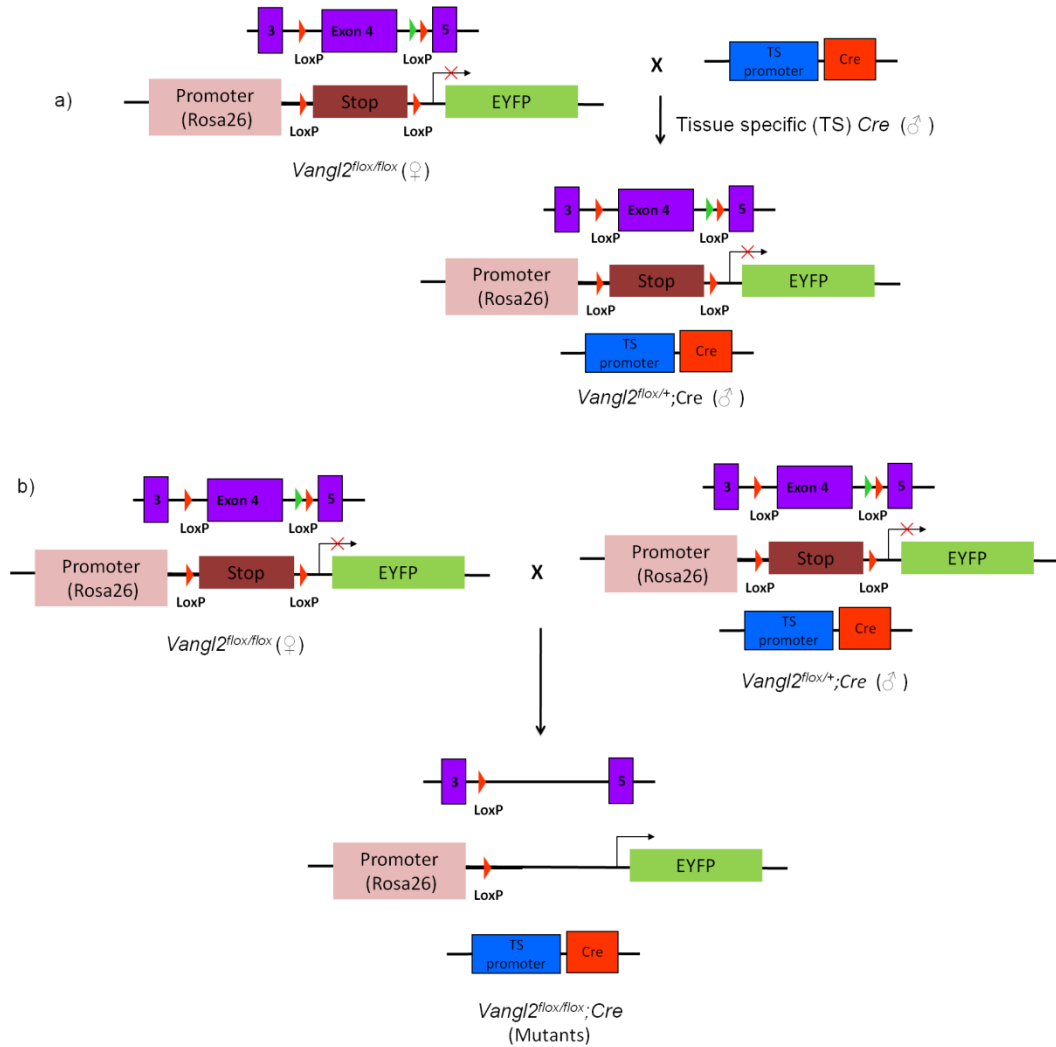 3 Exon 4 5
LoxP LoxP
a)
Promoter
(Rosa26)
Stop
EYFP
LoxP LoxP
Vangl2flox/flox (♀)
X
TS
promoter
Cre
Tissue specific (TS) Cre (♂)
3 Exon 4 5
LoxP LoxP
Promoter
(Rosa26)
Stop
EYFP
LoxP LoxP
TS
promoter
Cre
Vangl2flox/+;Cre (♂)
b)
3 Exon 4 5
LoxP LoxP
Promoter
(Rosa26)
Stop
EYFP
LoxP LoxP
Vangl2flox/flox (♀)
X
3 Exon 4 5
LoxP LoxP
Promoter
(Rosa26)
Stop
EYFP
LoxP LoxP
TS
promoter
Cre
Vangl2flox/+;Cre (♂)
3 5
LoxP
Promoter
(Rosa26)
EYFP
LoxP
TS
promoter
Cre
Vangl2flox/flox;Cre
(Mutants)